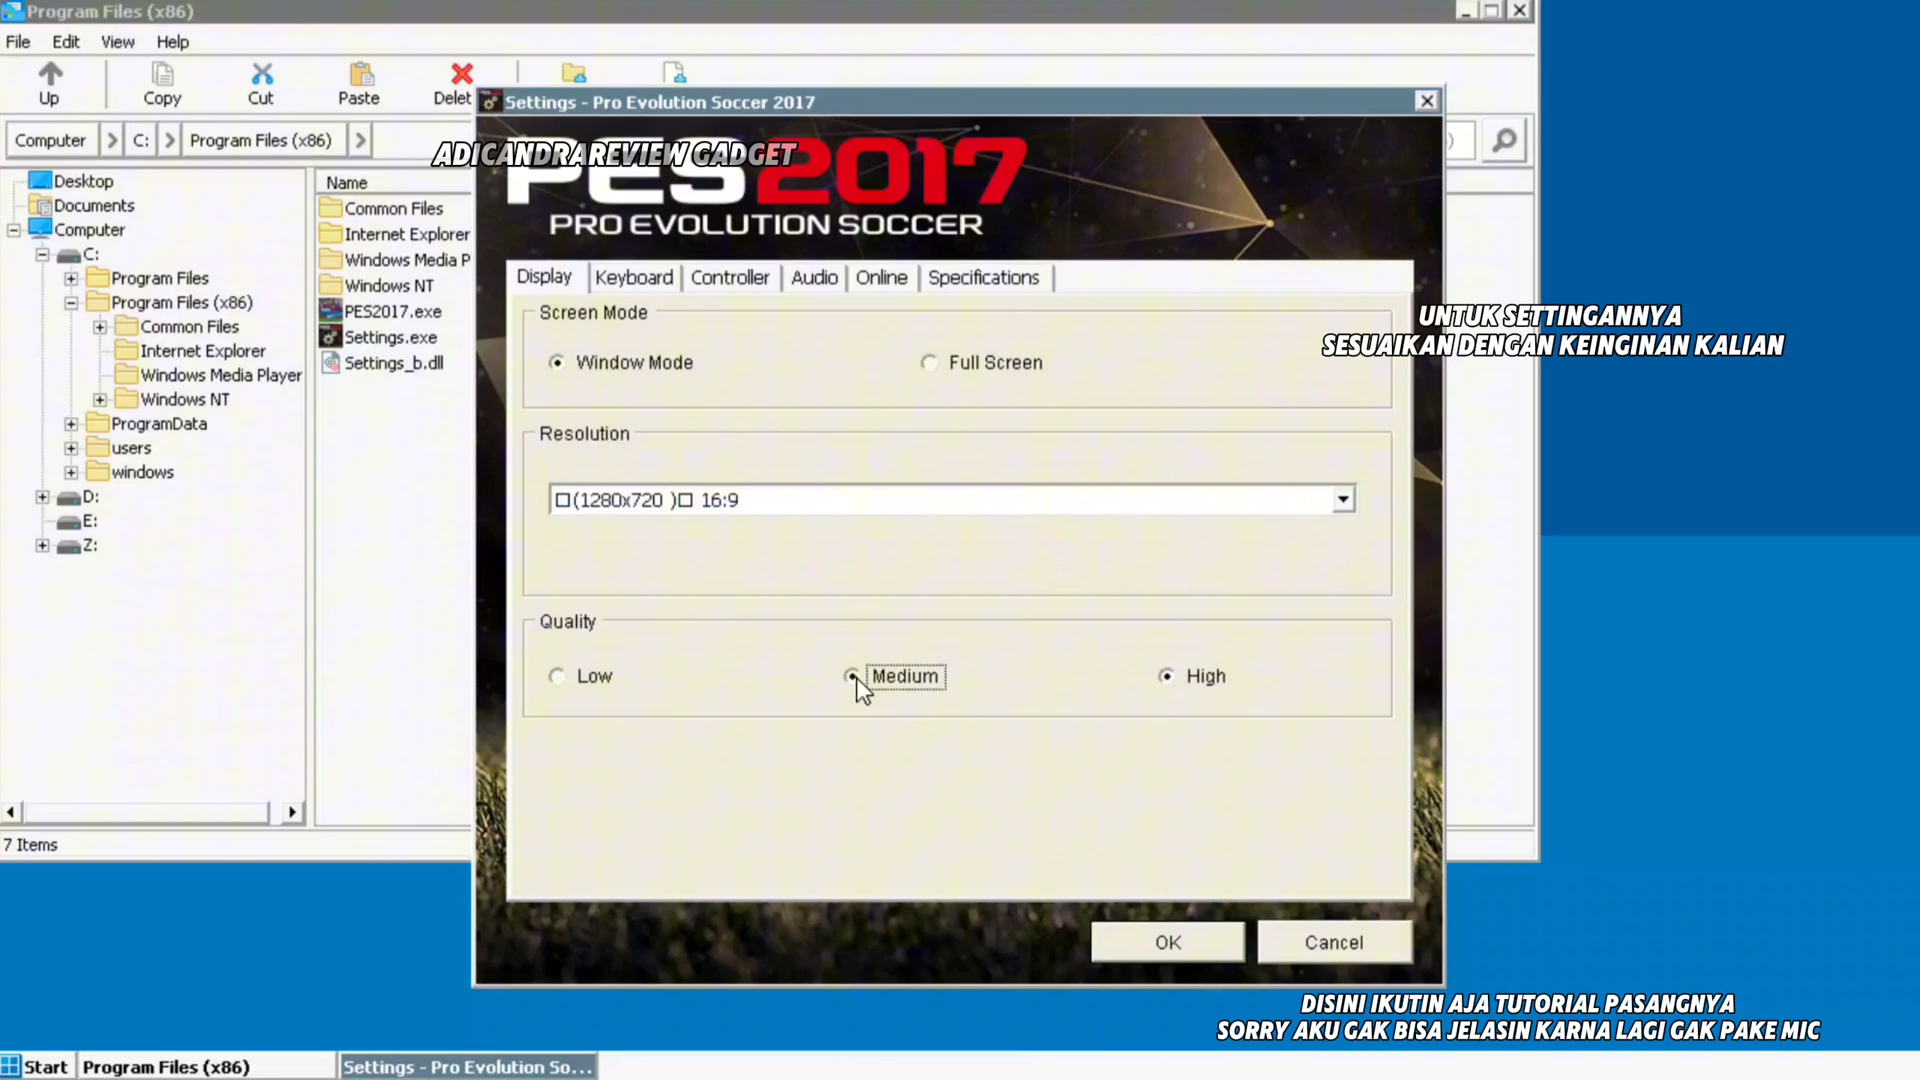 Program Files (x86)
File Edit View Help
Up Copy Cut Paste Delet
Computer C: Program Files (x86)
Desktop
Documents
Computer
C:
Program Files
Program Files (x86)
Common Files
Internet Explorer
Windows Media Player
Windows NT
ProgramData
users
windows
D:
E:
Z:
Name
Common Files
Internet Explorer
Windows Media P
Windows NT
PES2017.exe
Settings.exe
Settings_b.dll
7 Items
Settings - Pro Evolution Soccer 2017
ADICANDRA REVIEW GADGET
PES2017
PRO EVOLUTION SOCCER
Display Keyboard Controller Audio Online Specifications
Screen Mode
Window Mode Full Screen
Resolution
(1280x720 ) 16:9
Quality
Low Medium High
OK Cancel
UNTUK SETTINGANNYA
SESUAIKAN DENGAN KEINGINAN KALIAN
DISINI IKUTIN AJA TUTORIAL PASANGNYA
SORRY AKU GAK BISA JELASIN KARNA LAGI GAK PAKE MIC
Start Program Files (x86) Settings - Pro Evolution So...